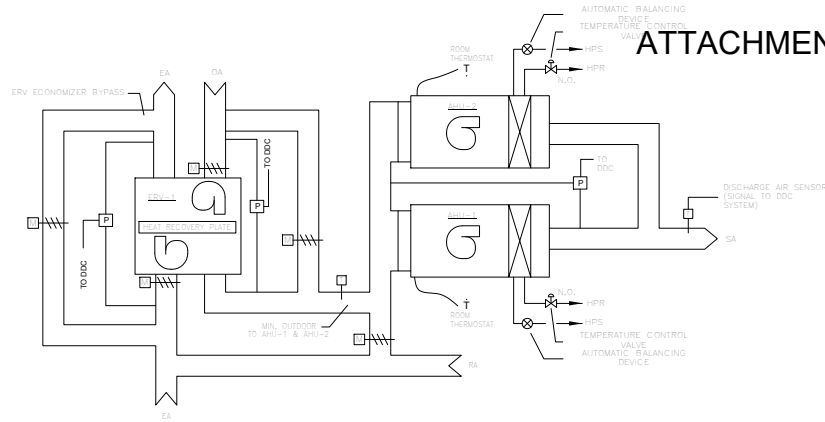 AUTOMATIC BALANCING
DEVICE
TEMPERATURE CONTROL
VALVE
ATTACHMEN
HPS
HPR
N.O.
ROOM
THERMOSTAT
T
EA
OA
ERV ECONOMIZER BYPASS
AHU-2
M
TO DDC
P
ERV-1
HEAT RECOVERY PLATE
M
P
TO DDC
M
M
M
TO
DDC
P
AHU-1
DISCHARGE AIR SENSOR
(SIGNAL TO DDC
SYSTEM)
T
SA
T
MIN. OUTDOOR
TO AHU-1 & AHU-2
M
T
ROOM
THERMOSTAT
N.O.
HPR
HPS
TEMPERATURE CONTROL
VALVE
AUTOMATIC BALANCING
DEVICE
RA
EA